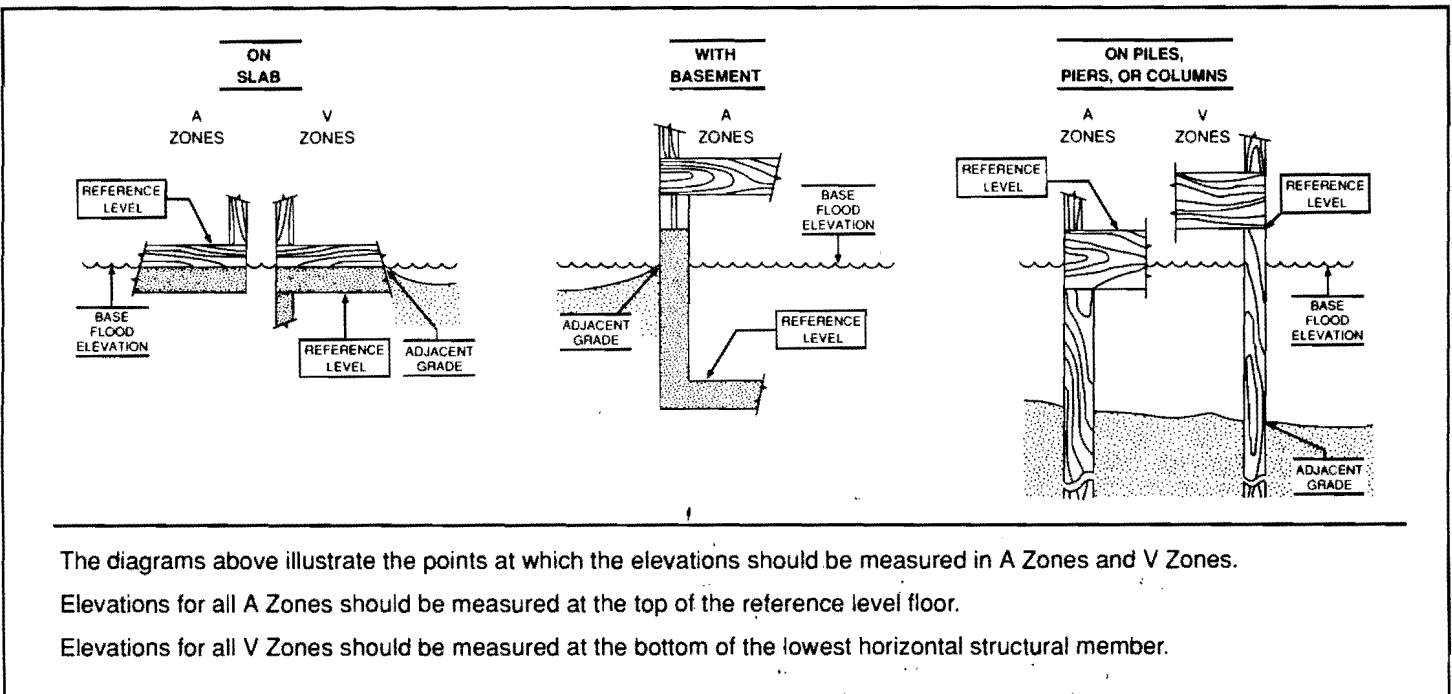 ON
SLAB
A
ZONES
V
ZONES
REFERENCE
LEVEL
BASE
FLOOD
ELEVATION
REFERENCE
LEVEL
ADJACENT
GRADE
WITH
BASEMENT
A
ZONES
BASE
FLOOD
ELEVATION
ADJACENT
GRADE
REFERENCE
LEVEL
ON PILES,
PIERS, OR COLUMNS
A
ZONES
V
ZONES
REFERENCE
LEVEL
REFERENCE
LEVEL
BASE
FLOOD
ELEVATION
ADJACENT
GRADE
The diagrams above illustrate the points at which the elevations should be measured in A Zones and V Zones.
Elevations for all A Zones should be measured at the top of the reference level floor.
Elevations for all V Zones should be measured at the bottom of the lowest horizontal structural member.